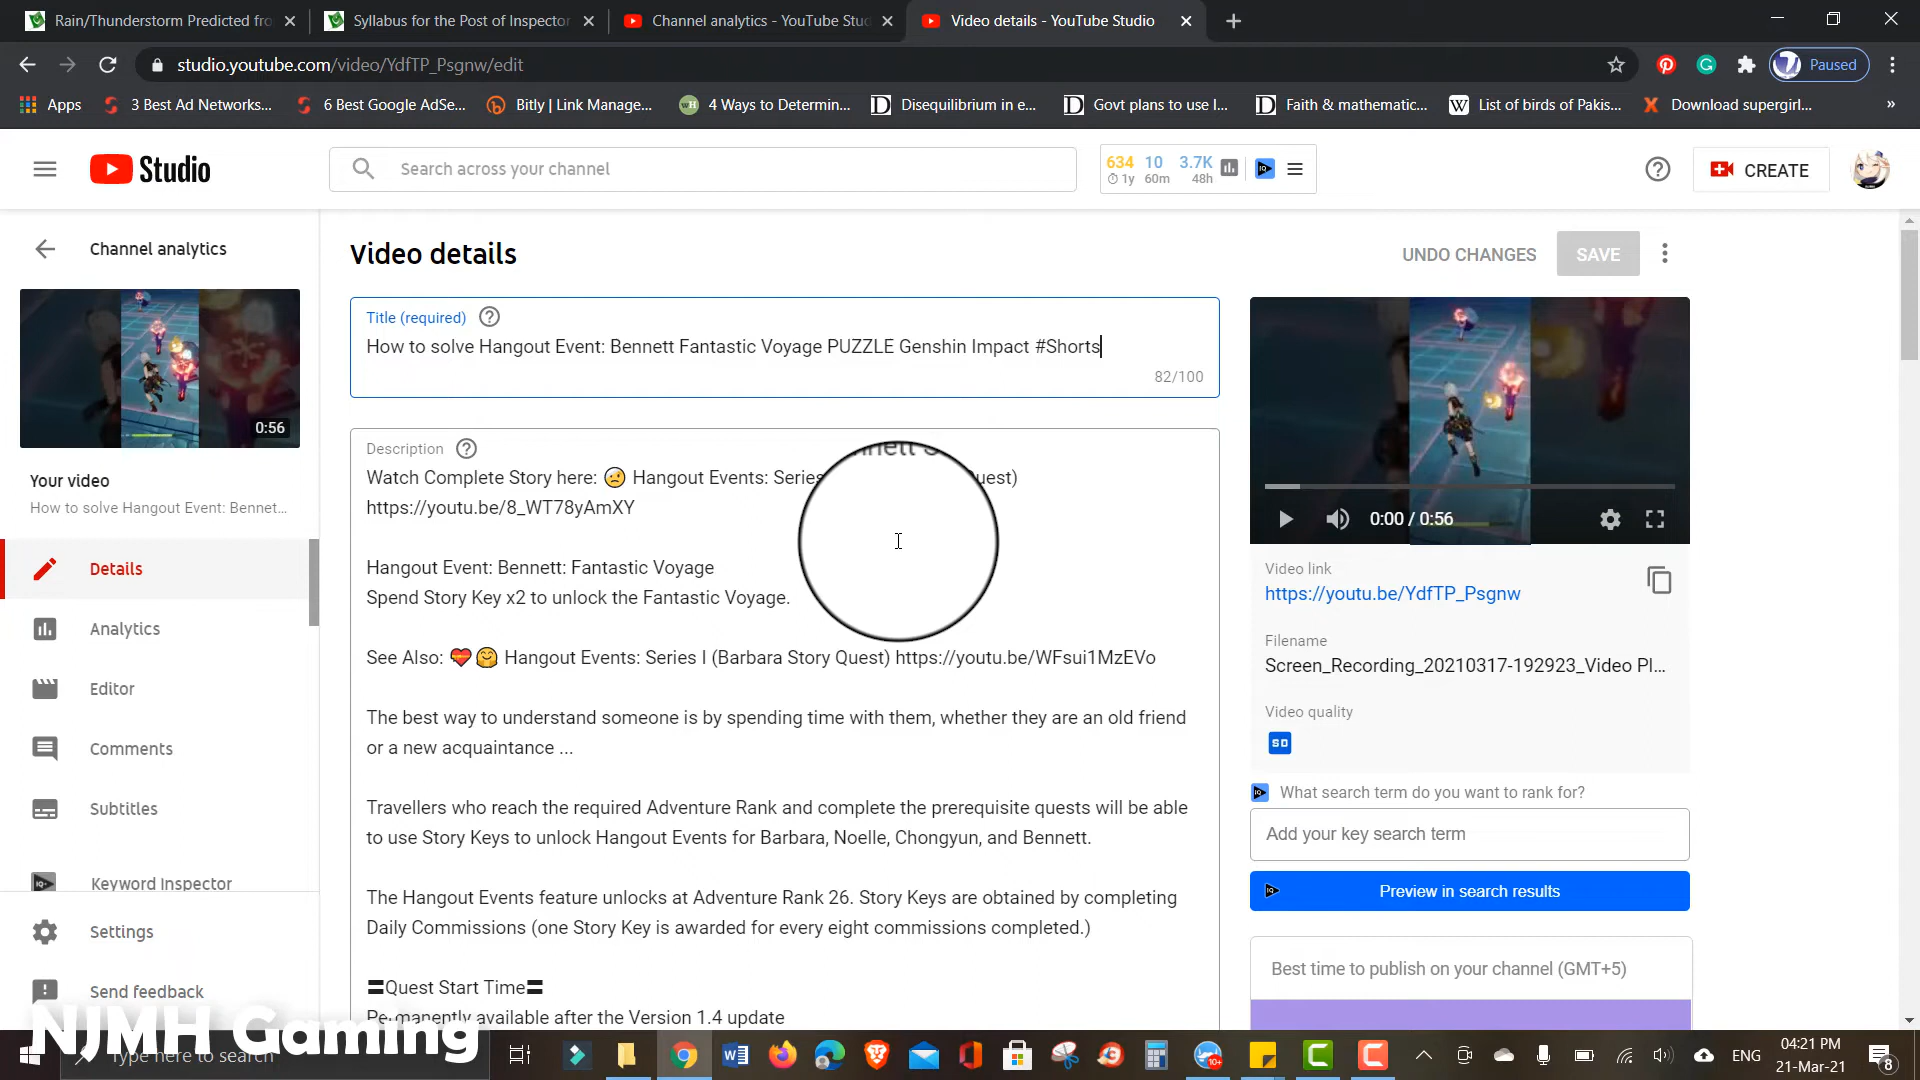 Rain/Thunderstorm Predicted fro
Syllabus for the Post of Inspector
Channel analytics - YouTube Stud
Video details - YouTube Studio
studio.youtube.com/video/YdfTP_Psgnw/edit
Paused
Apps
3 Best Ad Networks...
6 Best Google AdSe...
Bitly | Link Manage...
4 Ways to Determin...
Disequilibrium in e...
Govt plans to use l...
Faith & mathematic...
List of birds of Pakis...
Download supergirl...
»
Studio
Search across your channel
634 10 3.7K
1y 60m 48h
CREATE
Channel analytics
0:56
Your video
How to solve Hangout Event: Bennet...
Details
Analytics
Editor
Comments
Subtitles
Keyword Inspector
Settings
Send feedback
Video details
UNDO CHANGES
SAVE
Title (required)
How to solve Hangout Event: Bennett Fantastic Voyage PUZZLE Genshin Impact #Shorts
82/100
Description
Watch Complete Story here: 🤕 Hangout Events: Series
https://youtu.be/8_WT78yAmXY
Hangout Event: Bennett: Fantastic Voyage
Spend Story Key x2 to unlock the Fantastic Voyage.
See Also: 💝🤗 Hangout Events: Series I (Barbara Story Quest) https://youtu.be/WFsui1MzEVo
The best way to understand someone is by spending time with them, whether they are an old friend
or a new acquaintance ...
Travellers who reach the required Adventure Rank and complete the prerequisite quests will be able
to use Story Keys to unlock Hangout Events for Barbara, Noelle, Chongyun, and Bennett.
The Hangout Events feature unlocks at Adventure Rank 26. Story Keys are obtained by completing
Daily Commissions (one Story Key is awarded for every eight commissions completed.)
〓Quest Start Time〓
Permanently available after the Version 1.4 update
0:00 / 0:56
Video link
https://youtu.be/YdfTP_Psgnw
Filename
Screen_Recording_20210317-192923_Video Pl...
Video quality
SD
What search term do you want to rank for?
Add your key search term
Preview in search results
Best time to publish on your channel (GMT+5)
NJMH Gaming
Type here to search
10+
ENG
04:21 PM
21-Mar-21
8